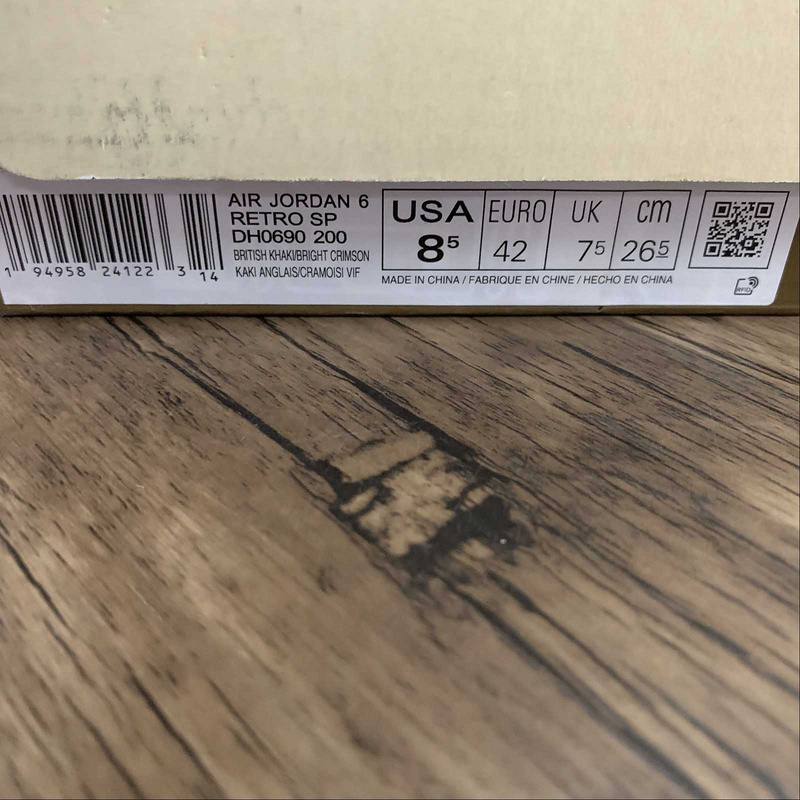 AIR JORDAN 6
RETRO SP
DH0690 200
BRITISH KHAKI/BRIGHT CRIMSON
KAKI ANGLAIS/CRAMOISI VIF
1 94958 24122 3 14
USA EURO UK cm
8⁵ 42 7⁵ 26⁵
MADE IN CHINA / FABRIQUE EN CHINE / HECHO EN CHINA
RFID